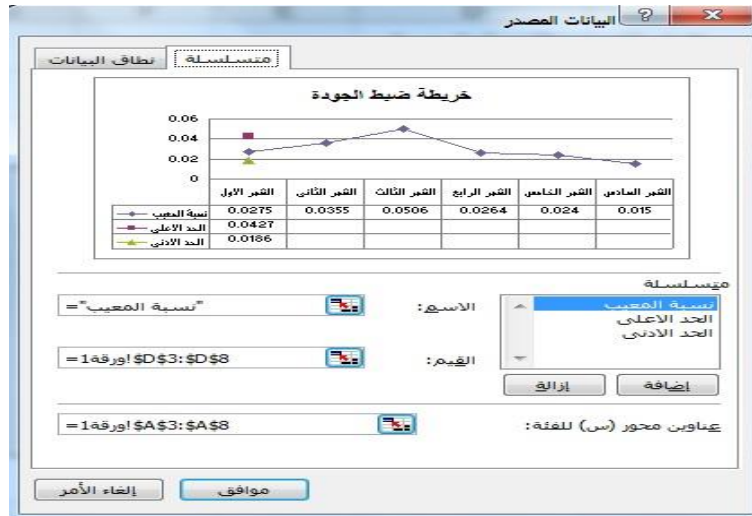 البيانات المصدر
نطاق البيانات
متسلسلة
خريطة ضبط الجودة
0.06
0.04
0.02
0
الشهر الاول الشهر الثانى الشهر الثالث الشهر الرابع الشهر الخامس الشهر السادس
نسبة المعيب 0.0275 0.0355 0.0506 0.0264 0.024 0.015
الحد الاعلى 0.0427
الحد الادنى 0.0186
متسلسلة
نسبة المعيب
الحد الاعلى
الحد الادنى
إضافة
إزالة
الاسم:
="نسبة المعيب"
القيم:
=ورقة1!$D$3:$D$8
عناوين محور (س) للفئة:
=ورقة1!$A$3:$A$8
موافق
إلغاء الأمر